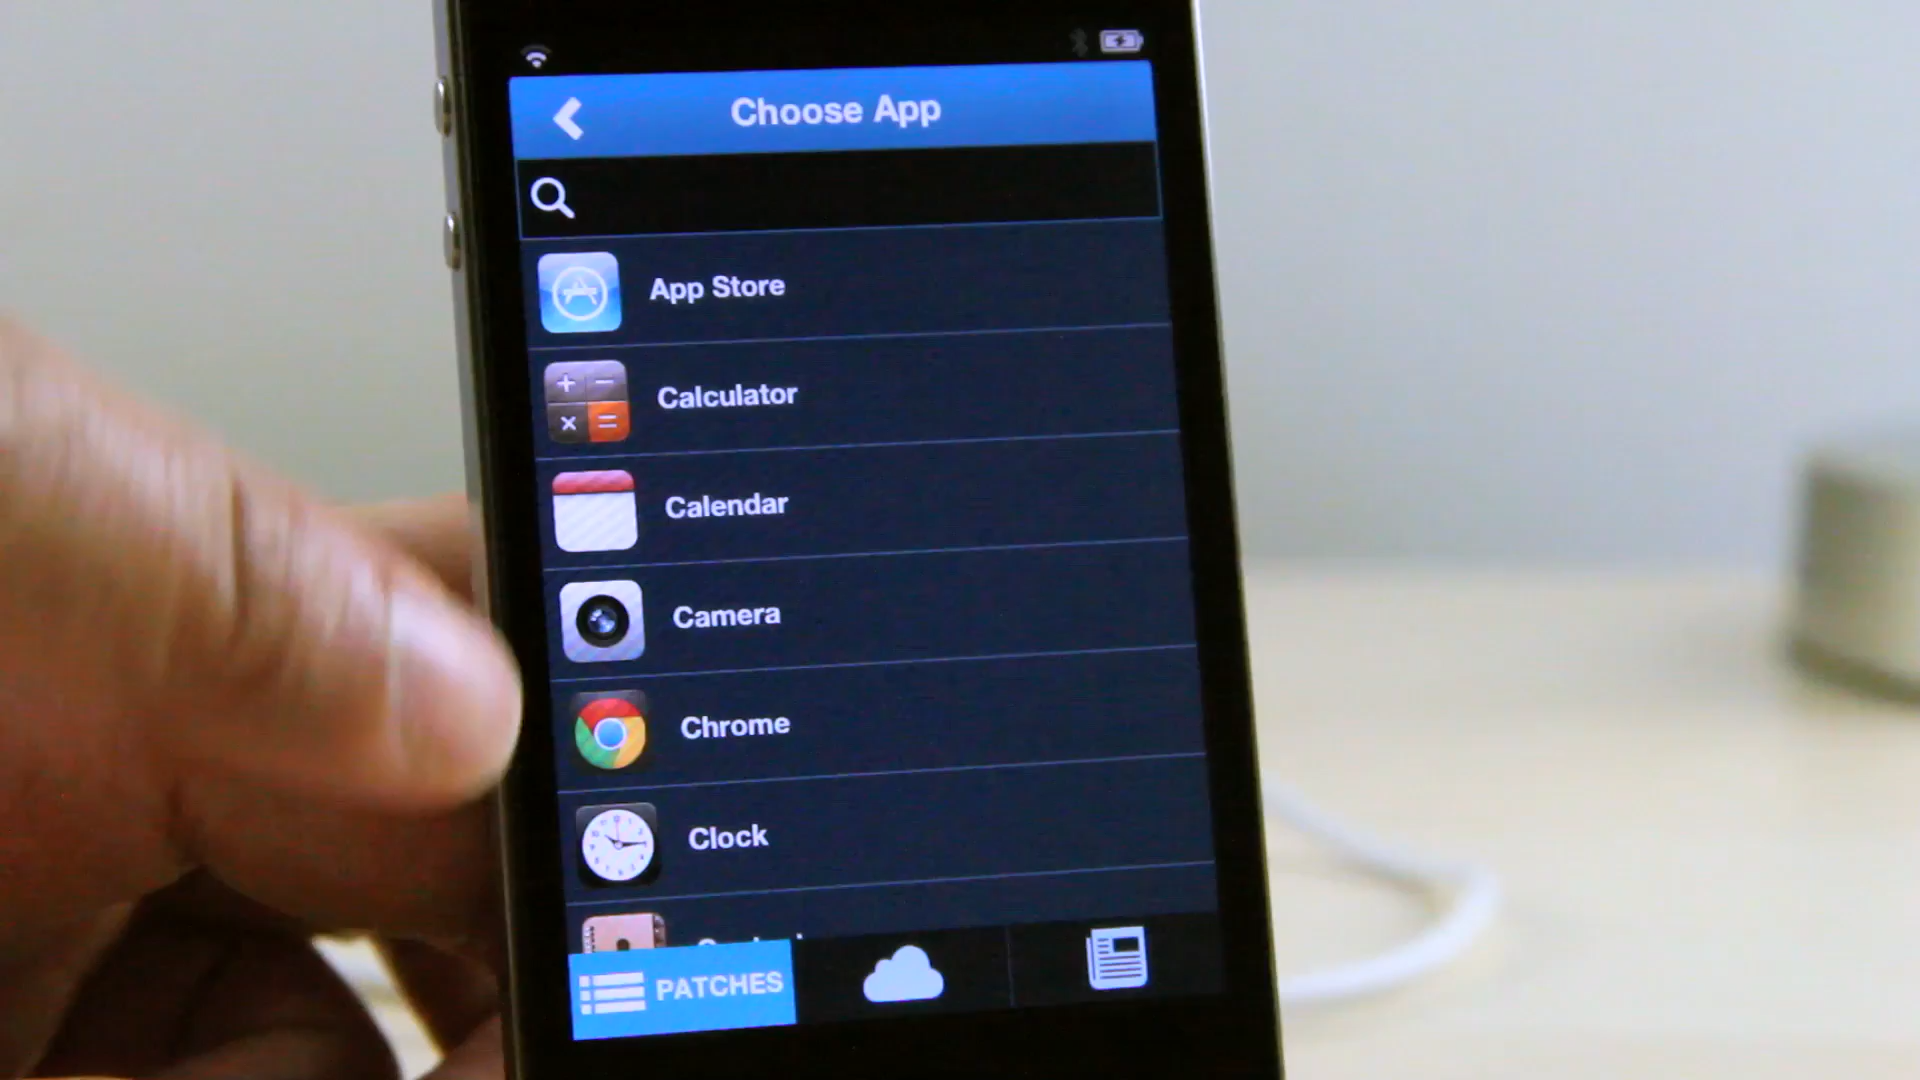 Choose App
App Store
Calculator
Calendar
Camera
Chrome
Clock
PATCHES